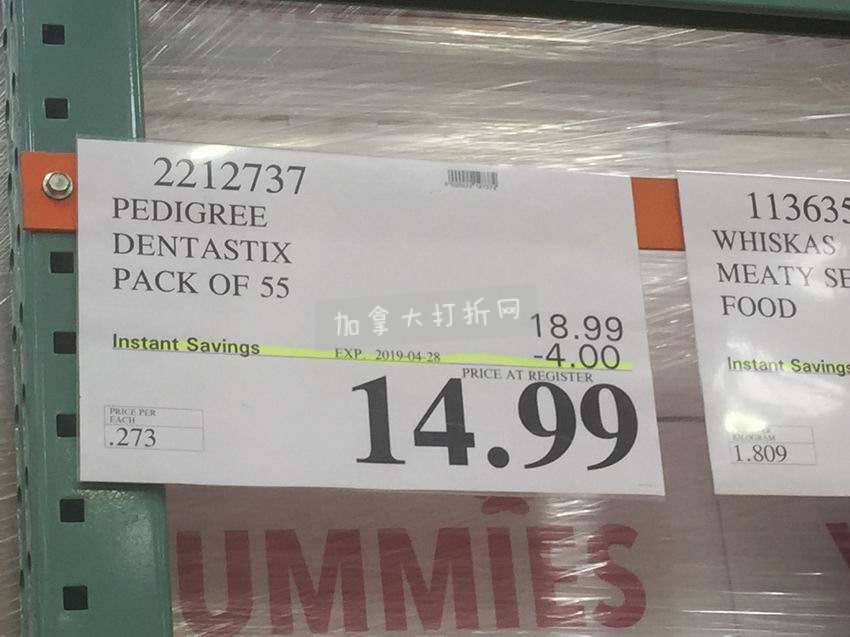 2212737
PEDIGREE
DENTASTIX
PACK OF 55
加拿大打折网
18.99
Instant Savings
EXP. 2019-04-28
-4.00
PRICE AT REGISTER
14.99
PRICE PER
EACH
.273
113635
WHISKAS
MEATY SE
FOOD
Instant Savings
KILOGRAM
1.809
UMMIES